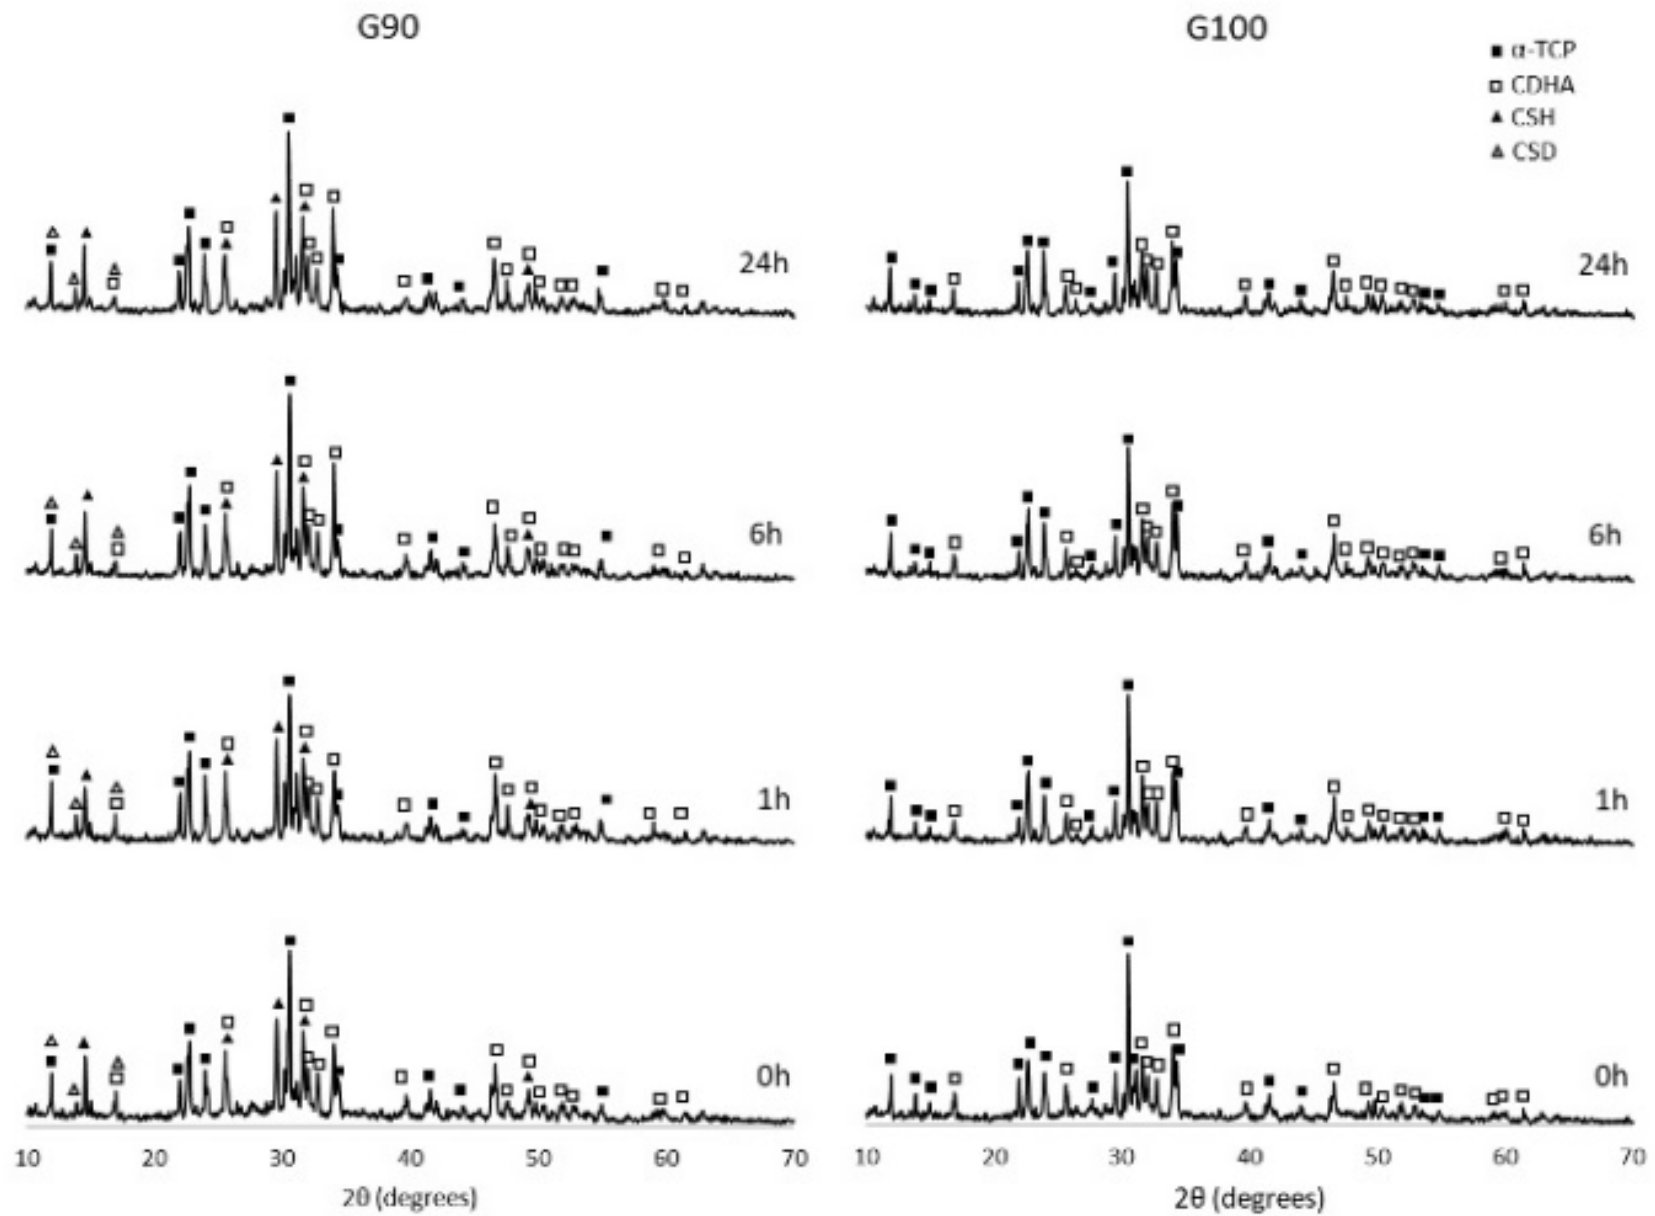 G90
G100
■ α-TCP
□ CDHA
▲ CSH
△ CSD
24h
24h
6h
6h
1h
1h
0h
0h
10 20 30 40 50 60 70
10 20 30 40 50 60 70
2θ (degrees)
2θ (degrees)